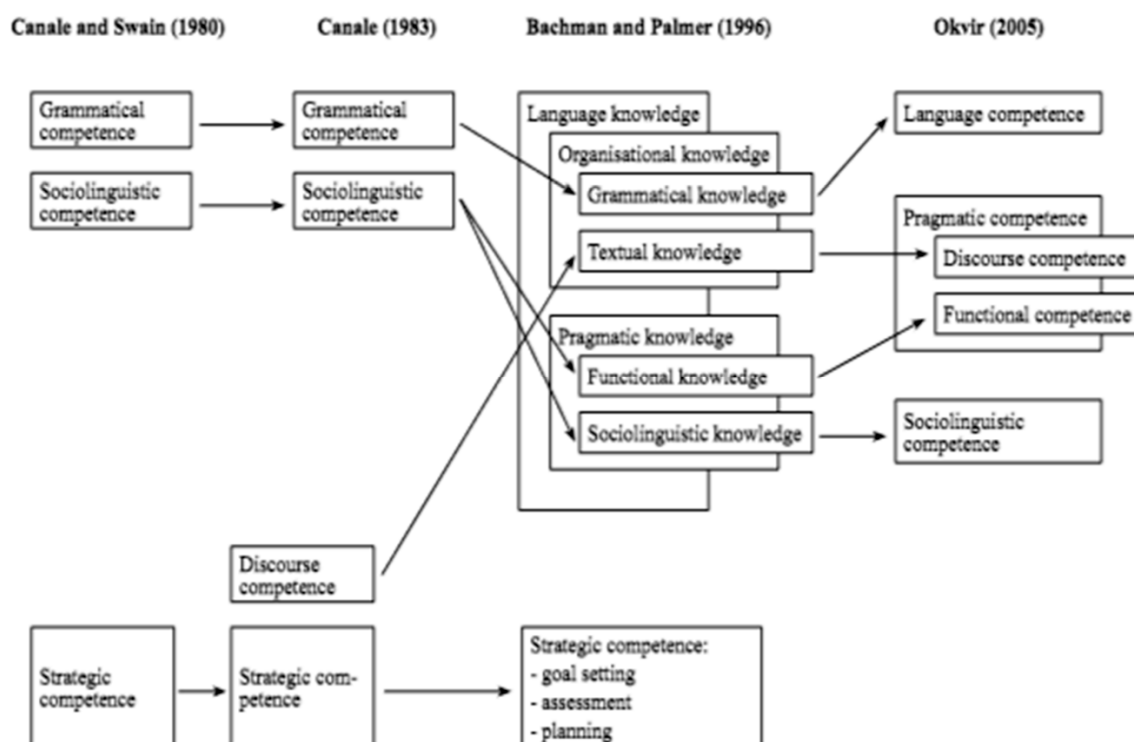 Canale and Swain (1980)
Canale (1983)
Bachman and Palmer (1996)
Okvir (2005)
Grammatical
competence
Sociolinguistic
competence
Strategic
competence
Grammatical
competence
Sociolinguistic
competence
Discourse
competence
Strategic com-
petence
Language knowledge
Organisational knowledge
Grammatical knowledge
Textual knowledge
Pragmatic knowledge
Functional knowledge
Sociolinguistic knowledge
Strategic competence:
- goal setting
- assessment
- planning
Language competence
Pragmatic competence
Discourse competence
Functional competence
Sociolinguistic
competence